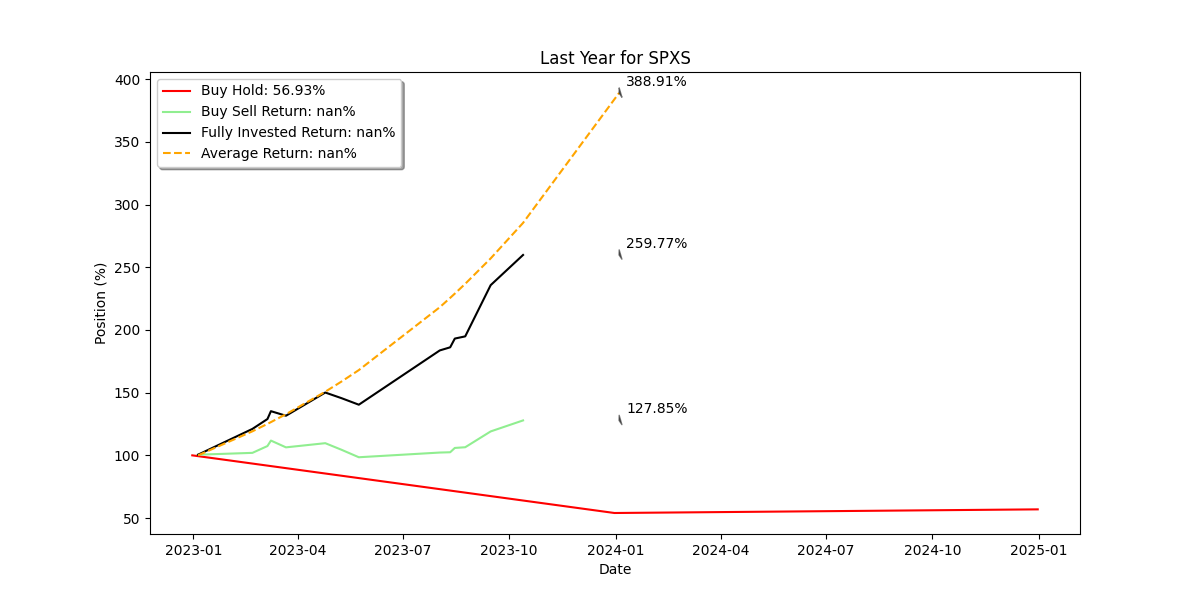 Last Year for SPXS
Buy Hold: 56.93%
Buy Sell Return: nan%
Fully Invested Return: nan%
Average Return: nan%
388.91%
259.77%
127.85%
Position (%)
400
350
300
250
200
150
100
50
2023-01
2023-04
2023-07
2023-10
2024-01
2024-04
2024-07
2024-10
2025-01
Date